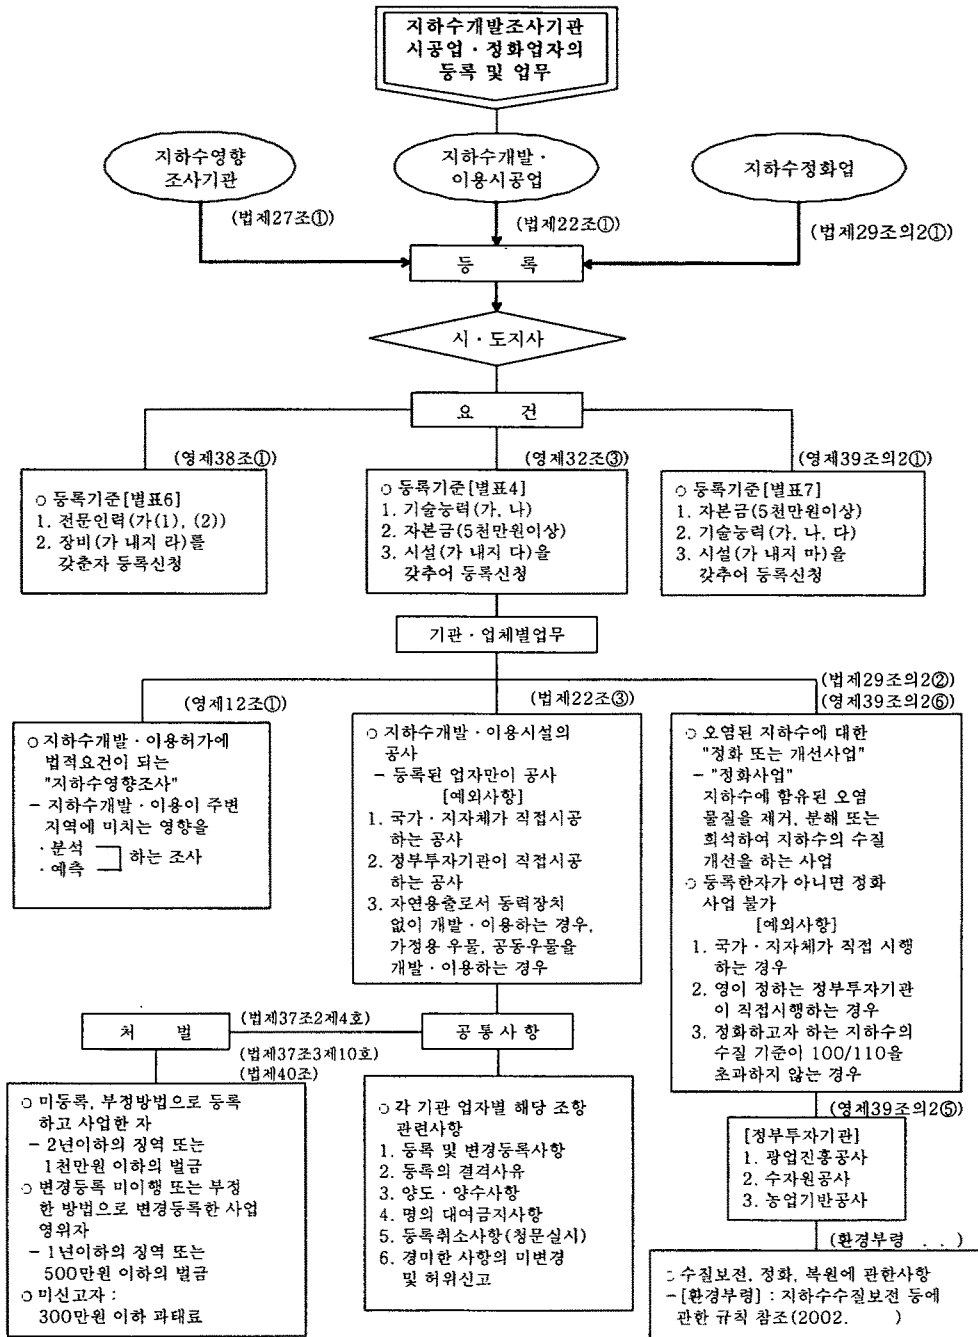 지하수개발조사기관
시공업·정화업자의
등록 및 업무
지하수영향
조사기관
지하수개발·
이용시공업
지하수정화업
(법제27조①)
(법제22조①)
(법제29조의2①)
등 록
시·도지사
요 건
(영제38조①)
(영제32조③)
(영제39조의2①)
○ 등록기준[별표6]
1. 전문인력(가(1), (2))
2. 장비(가 내지 라)를
갖춘자 등록신청
○ 등록기준[별표4]
1. 기술능력(가, 나)
2. 자본금(5천만원이상)
3. 시설(가 내지 다)을
갖추어 등록신청
○ 등록기준[별표7]
1. 자본금(5천만원이상)
2. 기술능력(가, 나, 다)
3. 시설(가 내지 마)을
갖추어 등록신청
기관·업체별업무
(영제12조①)
(법제22조③)
(법제29조의2②)
(영제39조의2⑥)
○ 지하수개발·이용허가에
법적요건이 되는
"지하수영향조사"
- 지하수개발·이용이 주변
지역에 미치는 영향을
·분석
·예측
하는 조사
○ 지하수개발·이용시설의
공사
- 등록된 업자만이 공사
[예외사항]
1. 국가·지자체가 직접시공
하는 공사
2. 정부투자기관이 직접시공
하는 공사
3. 자연용출로서 동력장치
없이 개발·이용하는 경우,
가정용 우물, 공동우물을
개발·이용하는 경우
○ 오염된 지하수에 대한
"정화 또는 개선사업"
- "정화사업"
지하수에 함유된 오염
물질을 제거, 분해 또는
희석하여 지하수의 수질
개선을 하는 사업
○ 등록한자가 아니면 정화
사업 불가
[예외사항]
1. 국가·지자체가 직접 시행
하는 경우
2. 영이 정하는 정부투자기관
이 직접시행하는 경우
3. 정화하고자 하는 지하수의
수질 기준이 100/110을
초과하지 않는 경우
처 벌
(법제37조2제4호)
공통사항
(법제37조3제10호)
(법제40조)
○ 미등록, 부정방법으로 등록
하고 사업한 자
- 2년이하의 징역 또는
1천만원 이하의 벌금
○ 변경등록 미이행 또는 부정
한 방법으로 변경등록한 사업
영위자
- 1년이하의 징역 또는
500만원 이하의 벌금
○ 미신고자 :
300만원 이하 과태료
○ 각 기관 업자별 해당 조항
관련사항
1. 등록 및 변경등록사항
2. 등록의 결격사유
3. 양도·양수사항
4. 명의 대여금지사항
5. 등록취소사항(청문실시)
6. 경미한 사항의 미변경
및 허위신고
(영제39조의2⑤)
[정부투자기관]
1. 광업진흥공사
2. 수자원공사
3. 농업기반공사
(환경부령 . . )
○ 수질보전, 정화, 복원에 관한사항
- [환경부령] : 지하수수질보전 등에
관한 규칙 참조(2002. )